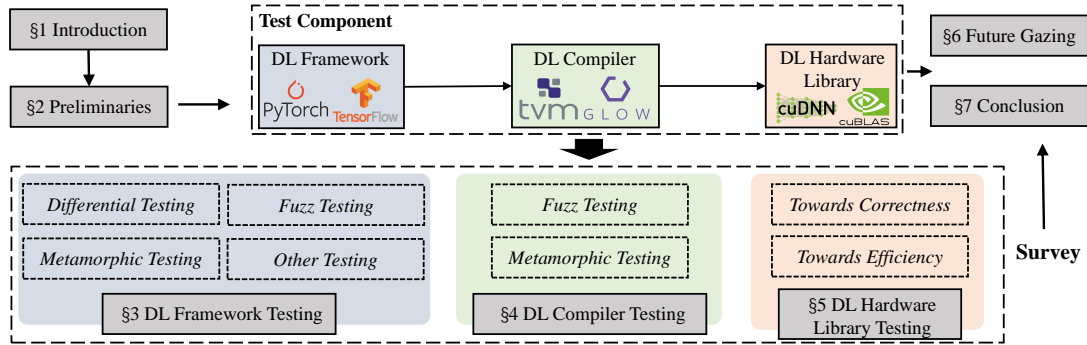 §1 Introduction
§2 Preliminaries
Test Component
DL Framework
PyTorch
TensorFlow
DL Compiler
tvm
GLOW
DL Hardware
Library
cuDNN
cuBLAS
§6 Future Gazing
§7 Conclusion
Differential Testing
Fuzz Testing
Metamorphic Testing
Other Testing
§3 DL Framework Testing
Fuzz Testing
Metamorphic Testing
§4 DL Compiler Testing
Towards Correctness
Towards Efficiency
§5 DL Hardware
Library Testing
Survey